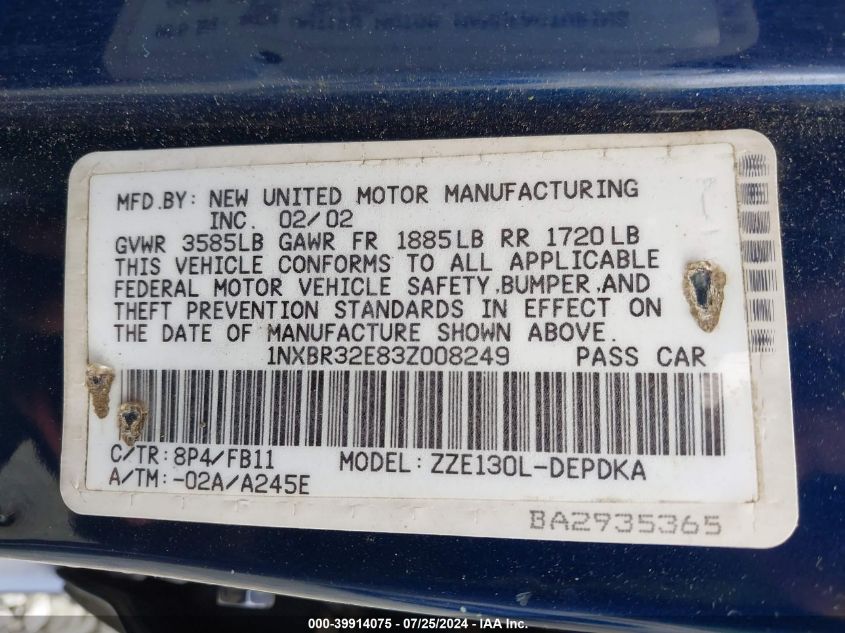 MFD.BY: NEW UNITED MOTOR MANUFACTURING
INC. 02/02
GVWR 3585LB GAWR FR 1885LB RR 1720LB
THIS VEHICLE CONFORMS TO ALL APPLICABLE
FEDERAL MOTOR VEHICLE SAFETY,BUMPER,AND
THEFT PREVENTION STANDARDS IN EFFECT ON
THE DATE OF MANUFACTURE SHOWN ABOVE.
1NXBR32E83Z008249 PASS CAR
C/TR: 8P4/FB11 MODEL: ZZE130L-DEPDKA
A/TM: -02A/A245E
BA2935365
000-39914075 / 07/25/2024 - IAA Inc.